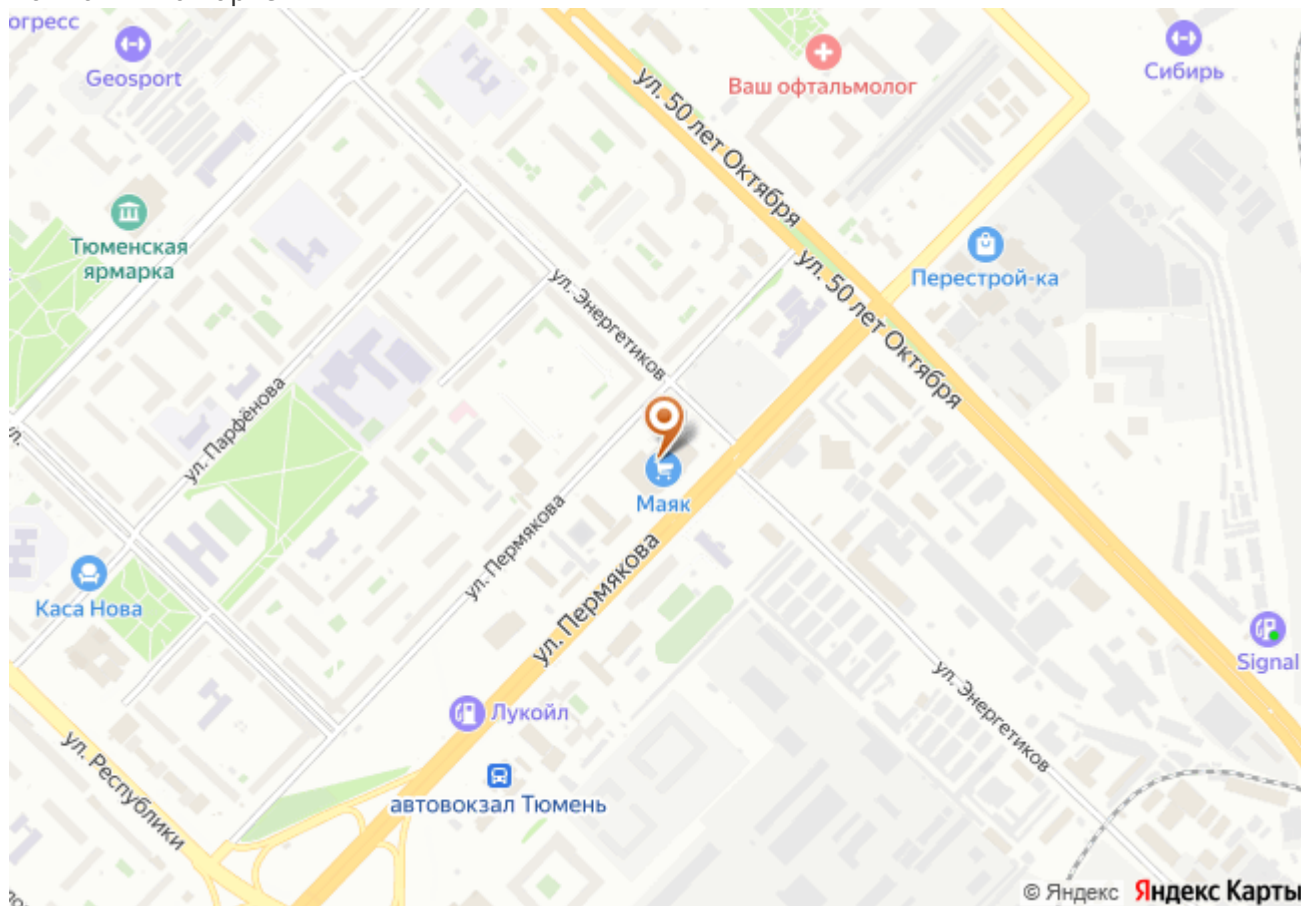 огресс
Geosport
Ваш офтальмолог
Сибирь
ул. 50 лет Октября
Тюменская
ярмарка
ул. 50 лет Октября
Перестрой-ка
ул. Энергетиков
ул. Парфёнова
ул.
Маяк
ул. Пермякова
ул. Пермякова
Каса Нова
Signal
ул. Энергетиков
Лукойл
ул. Республики
автовокзал Тюмень
© Яндекс Яндекс Карты